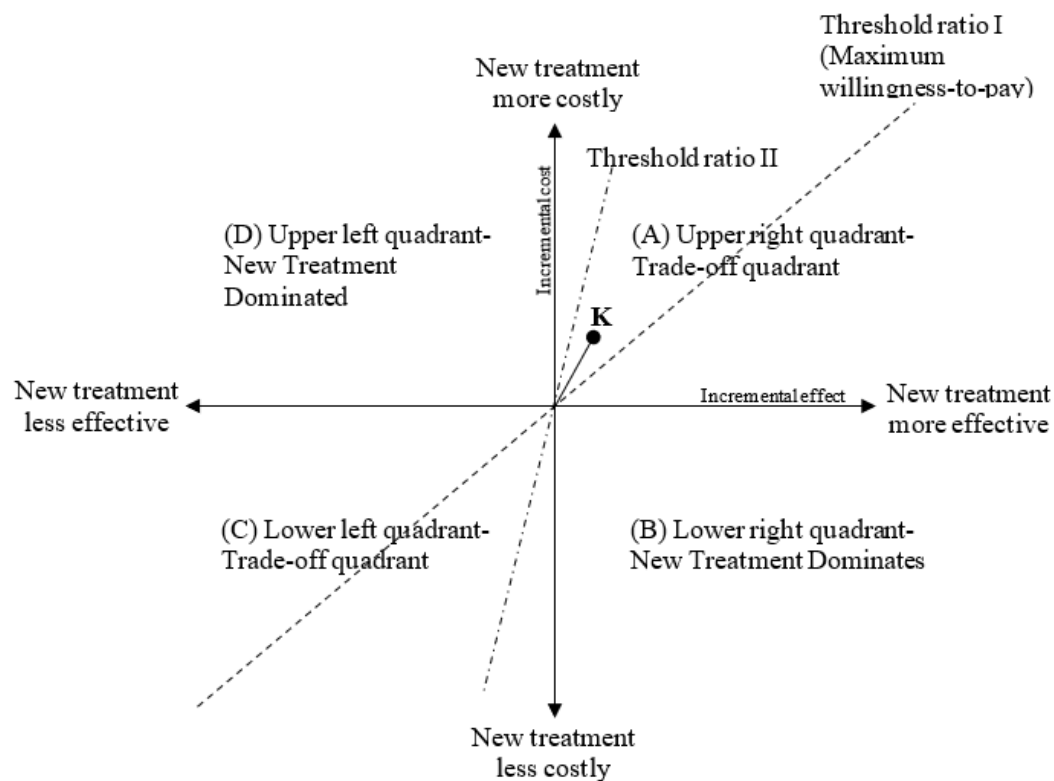 Threshold ratio I
(Maximum
willingness-to-pay)
New treatment
more costly
Threshold ratio II
Incremental cost
(D) Upper left quadrant-
New Treatment
Dominated
(A) Upper right quadrant-
Trade-off quadrant
K
New treatment
less effective
Incremental effect
New treatment
more effective
(C) Lower left quadrant-
Trade-off quadrant
(B) Lower right quadrant-
New Treatment Dominates
New treatment
less costly